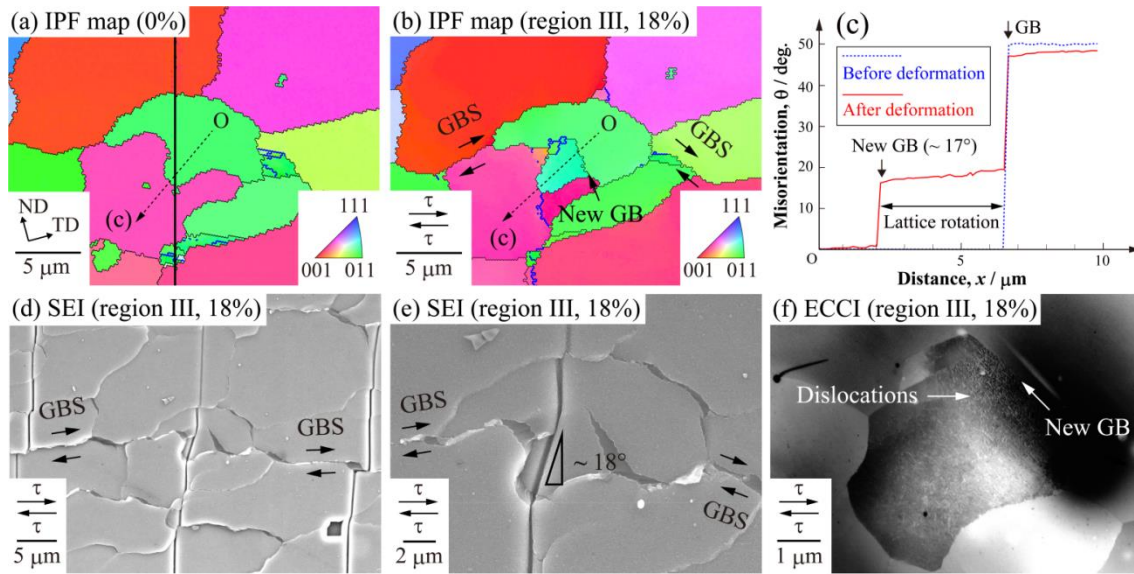 (a) IPF map (0%)
O
(c)
ND
TD
5 μm
111
001 011
(b) IPF map (region III, 18%)
GBS
O
GBS
New GB
(c)
τ
τ
5 μm
111
001 011
(c)
GB
Before deformation
After deformation
New GB (~ 17°)
Lattice rotation
Misorientation, θ / deg.
50
40
30
20
10
0
O
5
10
Distance, x / μm
(d) SEI (region III, 18%)
GBS
GBS
τ
τ
5 μm
(e) SEI (region III, 18%)
GBS
~ 18°
GBS
τ
τ
2 μm
(f) ECCI (region III, 18%)
Dislocations
New GB
τ
τ
1 μm